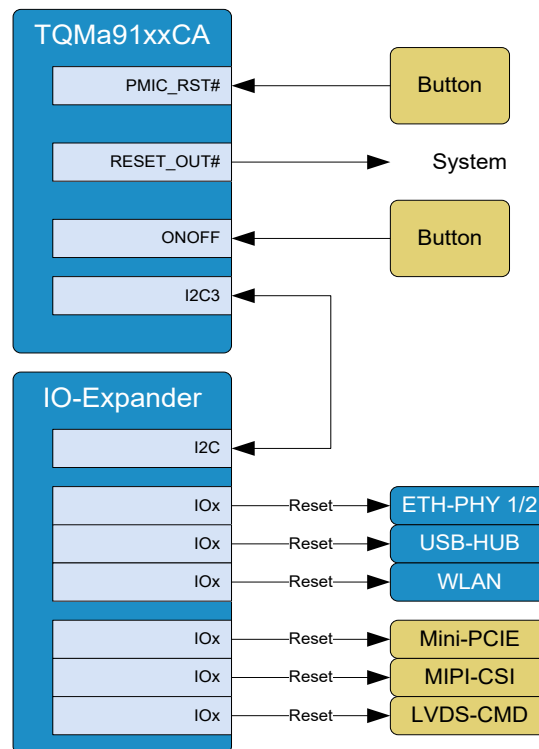 TQMa91xxCA
PMIC_RST#
Button
RESET_OUT#
System
ONOFF
Button
I2C3
IO-Expander
I2C
IOx Reset ETH-PHY 1/2
IOx Reset USB-HUB
IOx Reset WLAN
IOx Reset Mini-PCIE
IOx Reset MIPI-CSI
IOx Reset LVDS-CMD